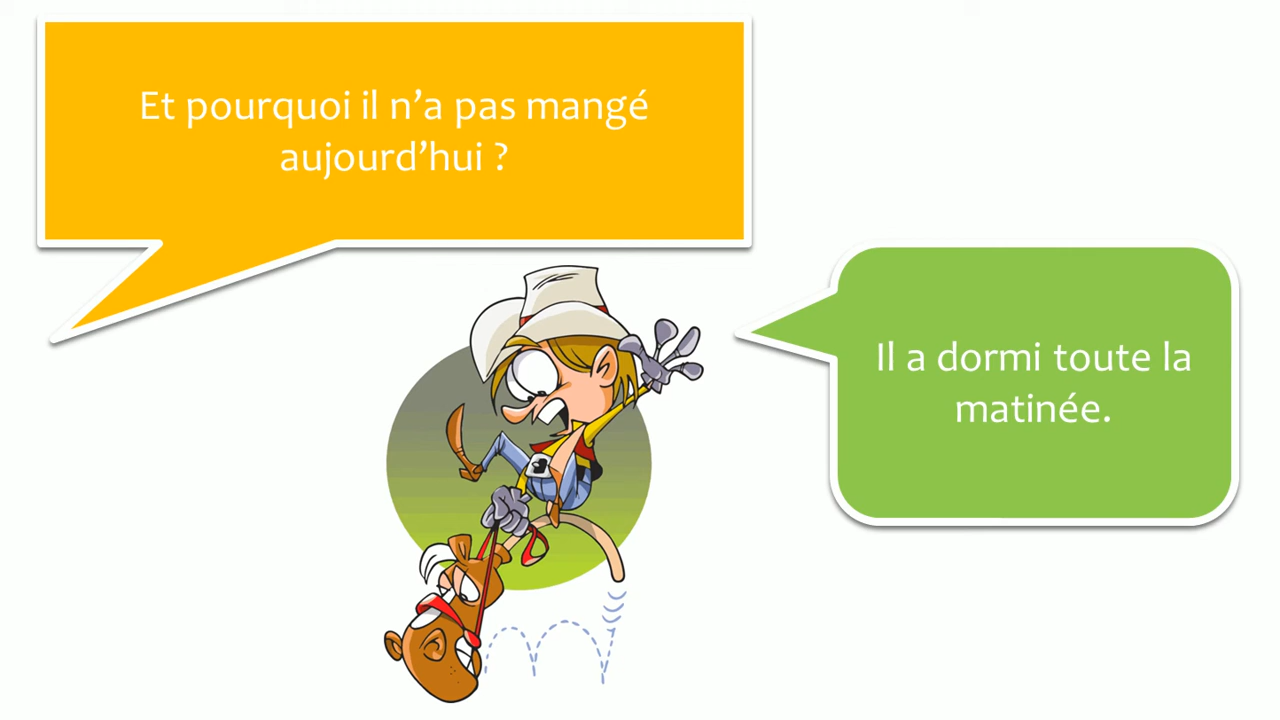 Et pourquoi il n’a pas mangé
aujourd’hui ?
Il a dormi toute la
matinée.